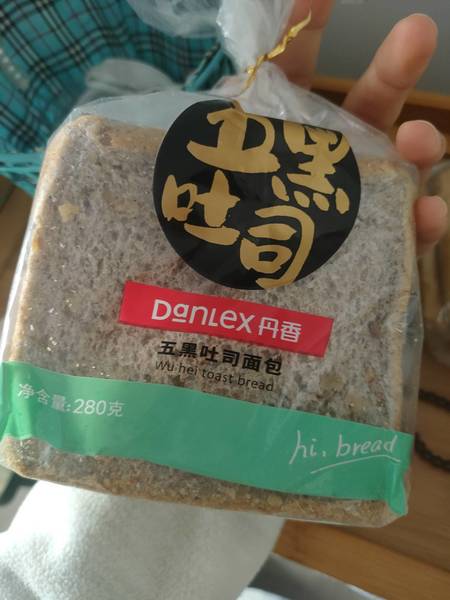 五黑
吐司
DanLex 丹香
五黑吐司面包
Wu hei toast bread
净含量:280克
hi, bread